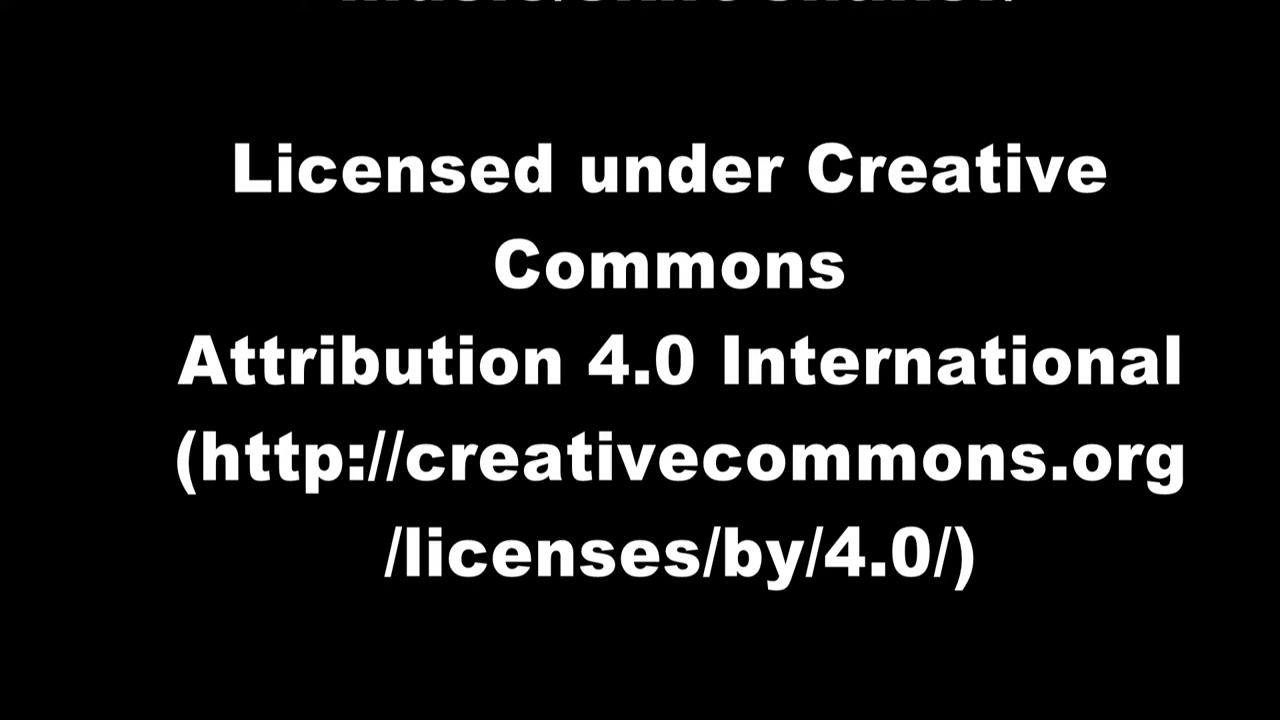 Licensed under Creative
Commons
Attribution 4.0 International
(http://creativecommons.org
/licenses/by/4.0/)